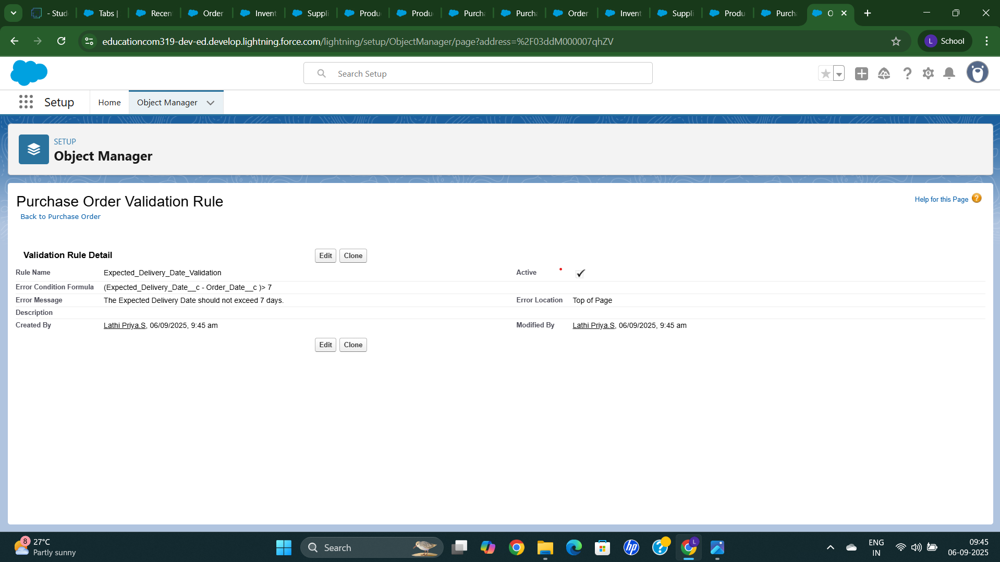 - Stud
Tabs |
Recen
Order
Invent
Suppli
Produ
Produ
Purcha
Purcha
Order
Invent
Suppli
Produ
Purcha
O
educationcom319-dev-ed.develop.lightning.force.com/lightning/setup/ObjectManager/page?address=%2F03ddM000007qhZV
L School
Search Setup
Setup
Home
Object Manager
SETUP
Object Manager
Purchase Order Validation Rule
Help for this Page ?
Back to Purchase Order
Validation Rule Detail
Edit Clone
Rule Name Expected_Delivery_Date_Validation Active
Error Condition Formula (Expected_Delivery_Date__c - Order_Date__c )> 7
Error Message The Expected Delivery Date should not exceed 7 days. Error Location Top of Page
Description
Created By Lathi Priya.S, 06/09/2025, 9:45 am Modified By Lathi Priya.S, 06/09/2025, 9:45 am
Edit Clone
8
27°C
Partly sunny
Search
hp
L
ENG
IN
09:45
06-09-2025